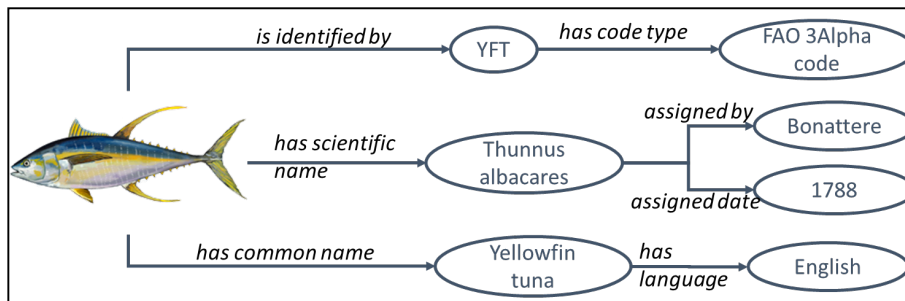 is identified by
YFT
has code type
FAO 3Alpha
code
has scientific
name
Thunnus
albacares
assigned by
Bonattere
assigned date
1788
has common name
Yellowfin
tuna
has
language
English